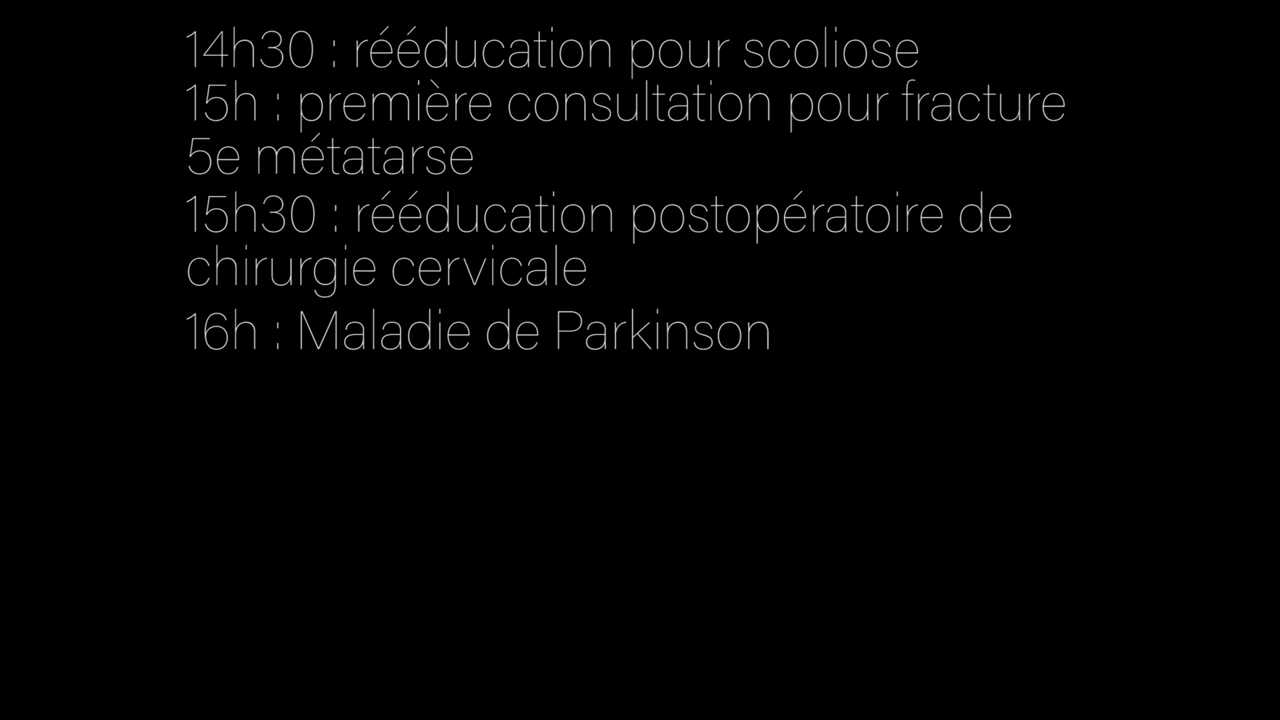 14h30 : rééducation pour scoliose
15h : première consultation pour fracture
5e métatarse
15h30 : rééducation postopératoire de
chirurgie cervicale
16h : Maladie de Parkinson